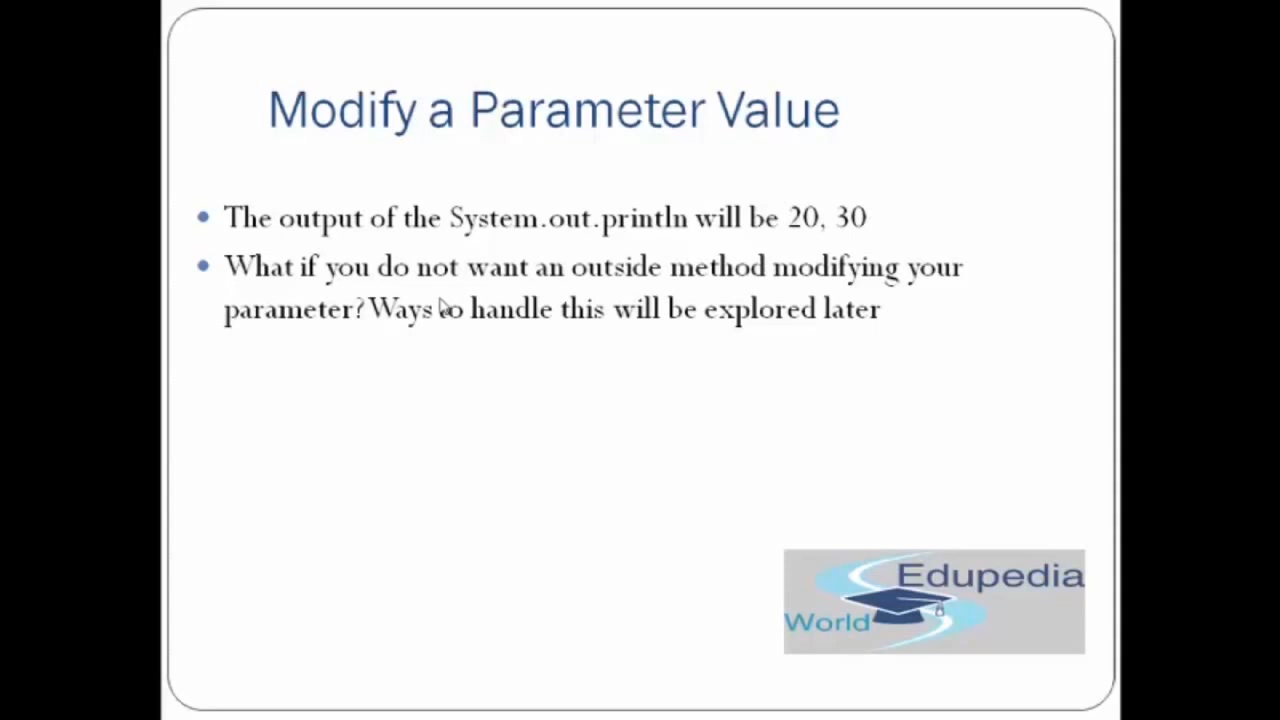 Modify a Parameter Value
The output of the System.out.println will be 20, 30
What if you do not want an outside method modifying your
parameter? Ways to handle this will be explored later
Edupedia
World